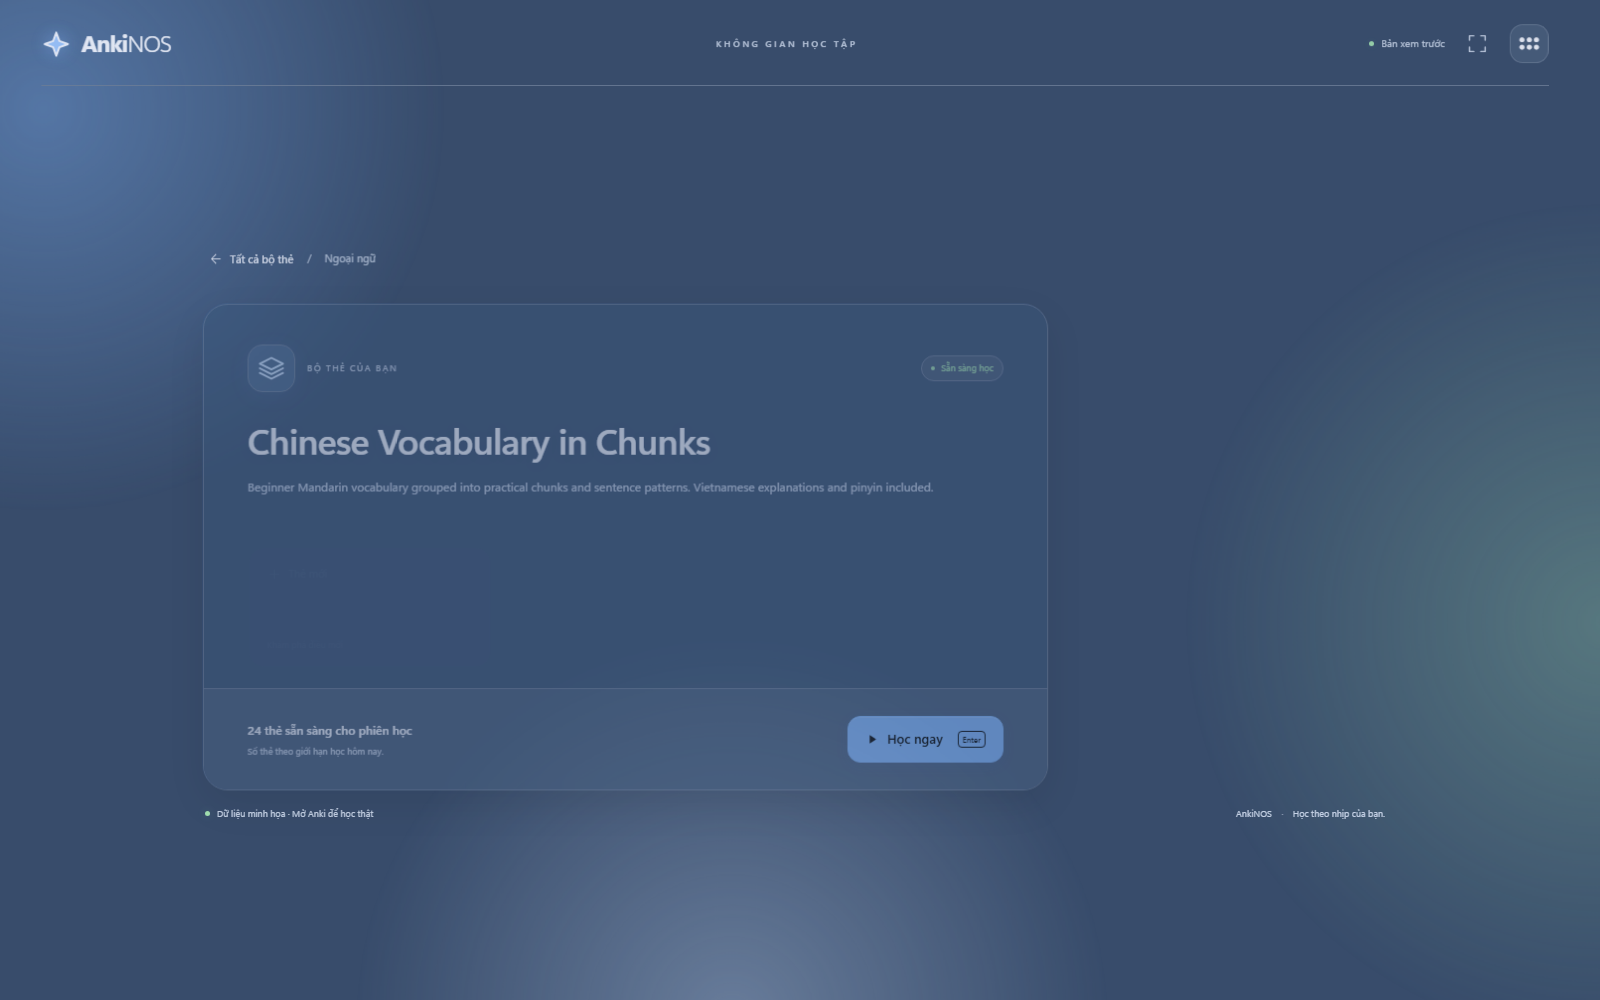 AnkiNOS
KHÔNG GIAN HỌC TẬP
Bản xem trước
← Tất cả bộ thẻ / Ngoại ngữ
BỘ THẺ CỦA BẠN
Sẵn sàng học
Chinese Vocabulary in Chunks
Beginner Mandarin vocabulary grouped into practical chunks and sentence patterns. Vietnamese explanations and pinyin included.
24 thẻ sẵn sàng cho phiên học
Số thẻ theo giới hạn học hôm nay.
Học ngay Enter
Dữ liệu minh họa · Mở Anki để học thật
AnkiNOS · Học theo nhịp của bạn.